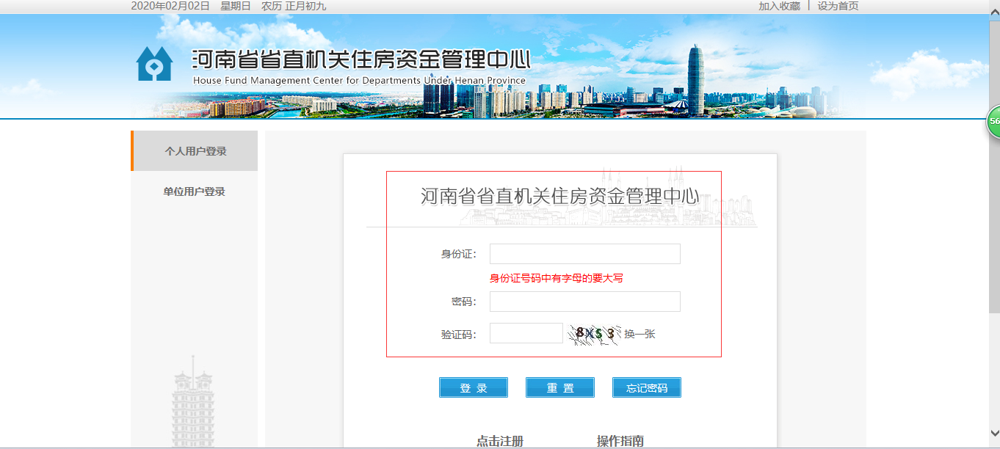 2020年02月02日 星期日 农历 正月初九
加入收藏 | 设为首页
河南省省直机关住房资金管理中心
House Fund Management Center for Departments Under Henan Province
56
个人用户登录
单位用户登录
河南省省直机关住房资金管理中心
身份证：
身份证号码中有字母的要大写
密码：
验证码： 8XS3 换一张
登 录 重 置 忘记密码
点击注册 操作指南